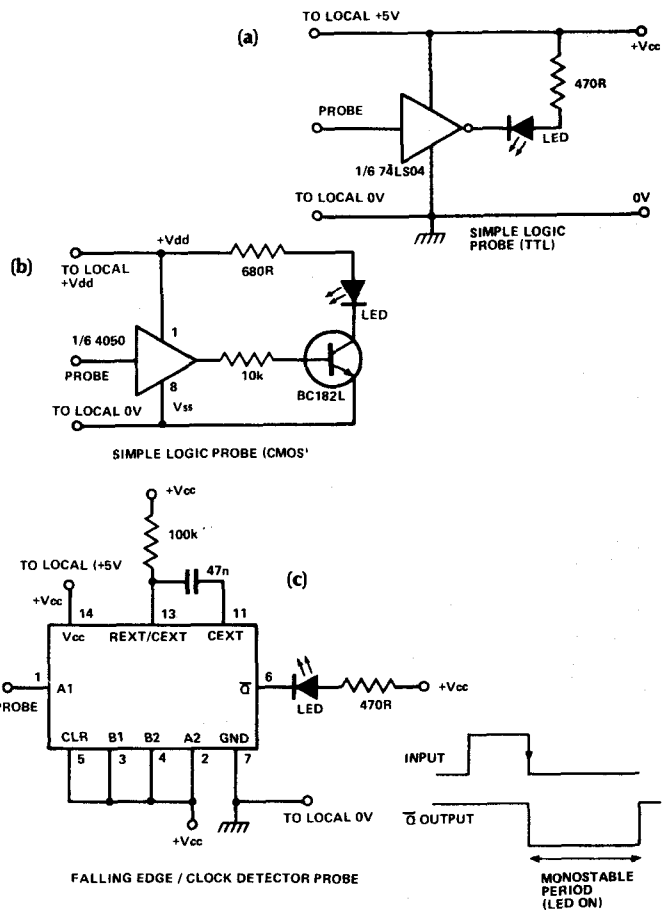 (a)
TO LOCAL +5V
+Vcc
470R
PROBE
LED
1/6 74LS04
TO LOCAL 0V
0V
SIMPLE LOGIC
PROBE (TTL)
(b)
+Vdd
TO LOCAL
+Vdd
680R
LED
1/6 4050
1
PROBE
10k
8
BC182L
TO LOCAL 0V
Vss
SIMPLE LOGIC PROBE (CMOS'
(c)
+Vcc
100k
TO LOCAL (+5V
47n
+Vcc
14
13
11
Vcc
REXT/CEXT
CEXT
1
A1
Q̅
6
PROBE
LED
470R
+Vcc
CLR
B1
B2
A2
GND
5
3
4
2
7
TO LOCAL 0V
+Vcc
INPUT
Q̅ OUTPUT
MONOSTABLE
PERIOD
(LED ON)
FALLING EDGE / CLOCK DETECTOR PROBE